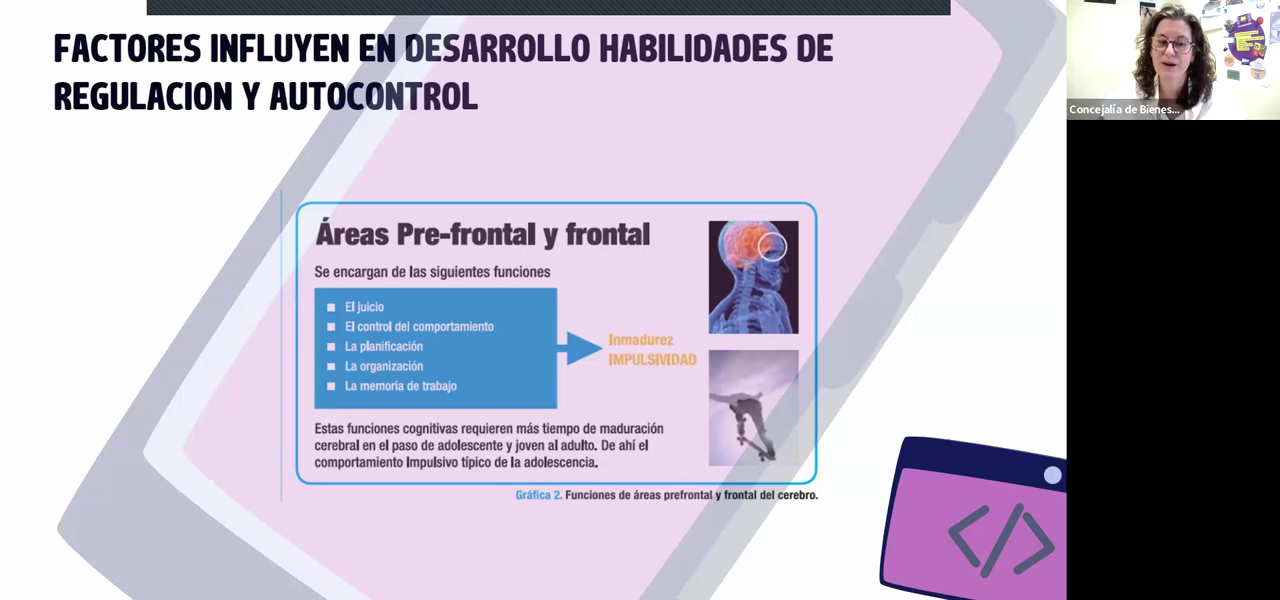 FACTORES INFLUYEN EN DESARROLLO HABILIDADES DE
REGULACION Y AUTOCONTROL
Concejalía de Bienes...
Áreas Pre-frontal y frontal
Se encargan de las siguientes funciones
El juicio
El control del comportamiento
La planificación
La organización
La memoria de trabajo
Inmadurez
IMPULSIVIDAD
Estas funciones cognitivas requieren más tiempo de maduración
cerebral en el paso de adolescente y joven al adulto. De ahí el
comportamiento Impulsivo típico de la adolescencia.
Gráfica 2. Funciones de áreas prefrontal y frontal del cerebro.
</>